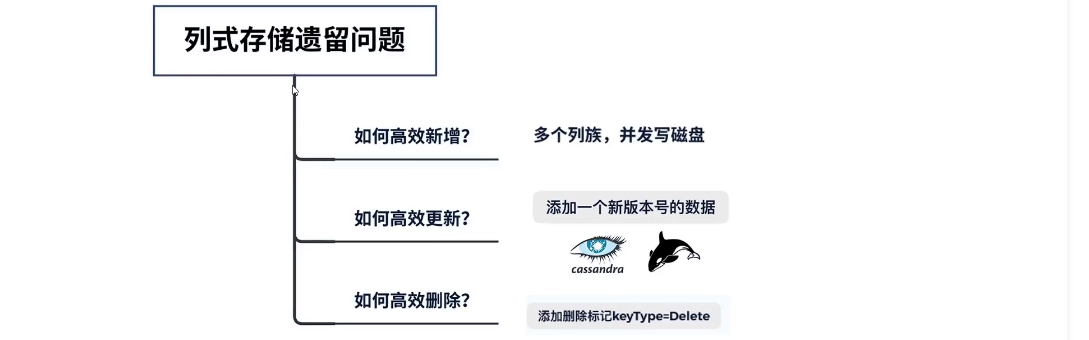 列式存储遗留问题
如何高效新增？
多个列族，并发写磁盘
如何高效更新？
添加一个新版本号的数据
cassandra
如何高效删除？
添加删除标记keyType=Delete